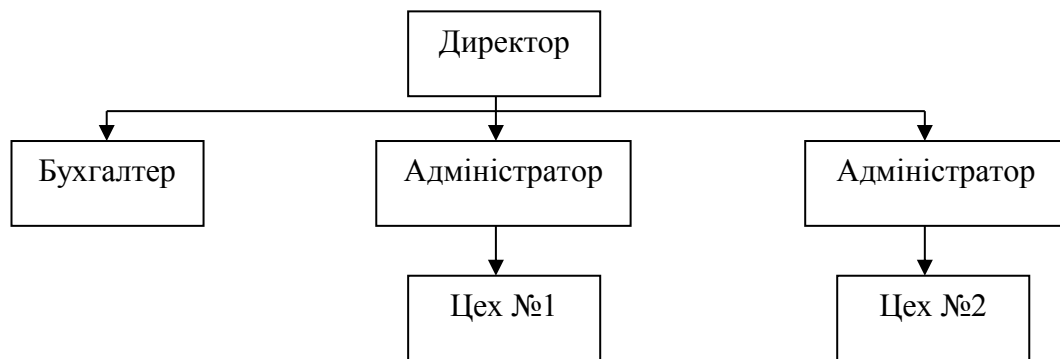 Директор
Бухгалтер
Адміністратор
Адміністратор
Цех №1
Цех №2